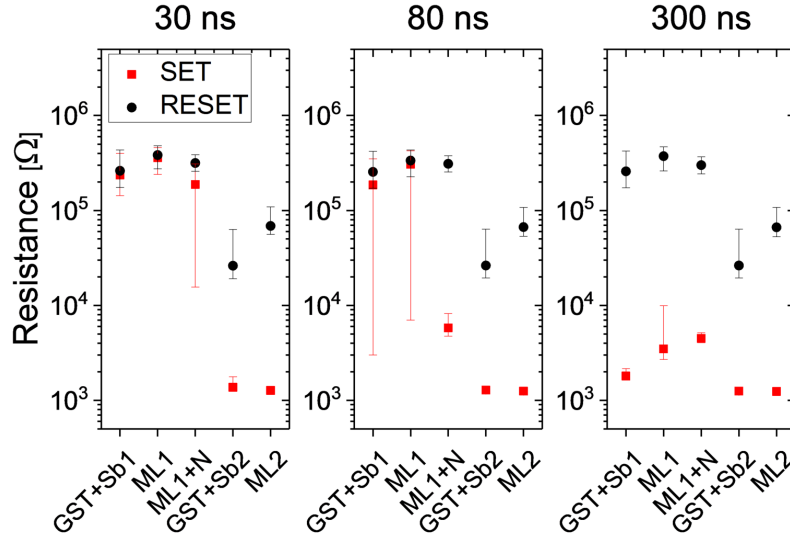 30 ns
80 ns
300 ns
SET
RESET
Resistance [Ω]
10⁶
10⁵
10⁴
10³
10⁶
10⁵
10⁴
10³
10⁶
10⁵
10⁴
10³
GST+Sb1
ML1
ML1+N
GST+Sb2
ML2
GST+Sb1
ML1
ML1+N
GST+Sb2
ML2
GST+Sb1
ML1
ML1+N
GST+Sb2
ML2